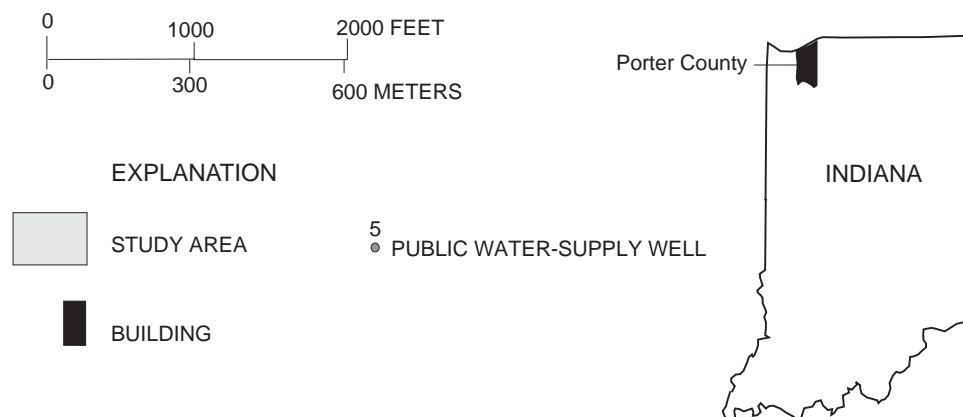 0 1000 2000 FEET
0 300 600 METERS
EXPLANATION
STUDY AREA
5
PUBLIC WATER-SUPPLY WELL
BUILDING
Porter County
INDIANA